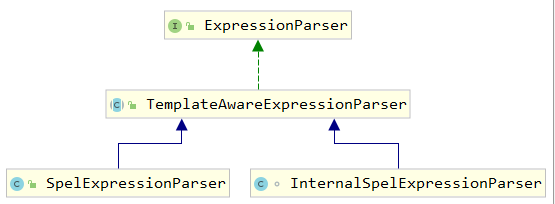 I ExpressionParser
C TemplateAwareExpressionParser
C SpelExpressionParser
C InternalSpelExpressionParser